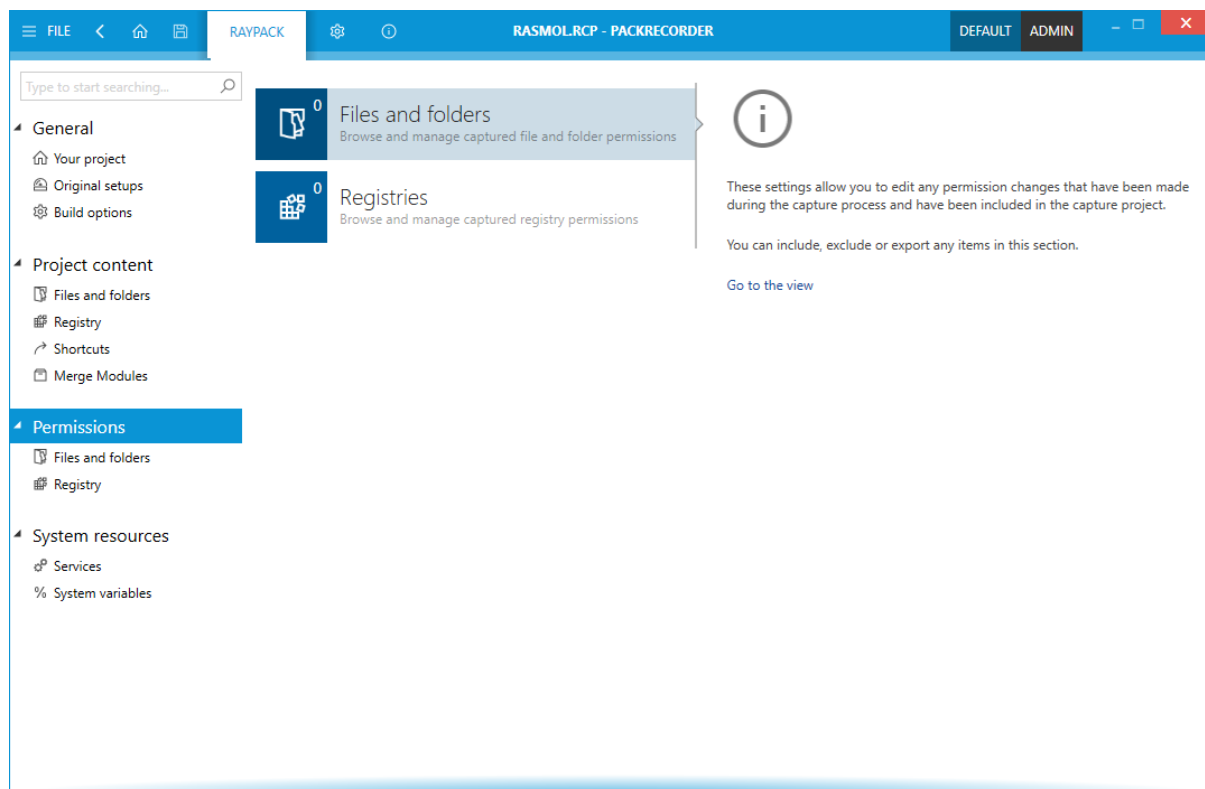 FILE
RAYPACK
RASMOL.RCP - PACKRECORDER
DEFAULT
ADMIN
Type to start searching...
General
Your project
Original setups
Build options
Project content
Files and folders
Registry
Shortcuts
Merge Modules
Permissions
Files and folders
Registry
System resources
Services
% System variables
0
Files and folders
Browse and manage captured file and folder permissions
0
Registries
Browse and manage captured registry permissions
These settings allow you to edit any permission changes that have been made
during the capture process and have been included in the capture project.
You can include, exclude or export any items in this section.
Go to the view